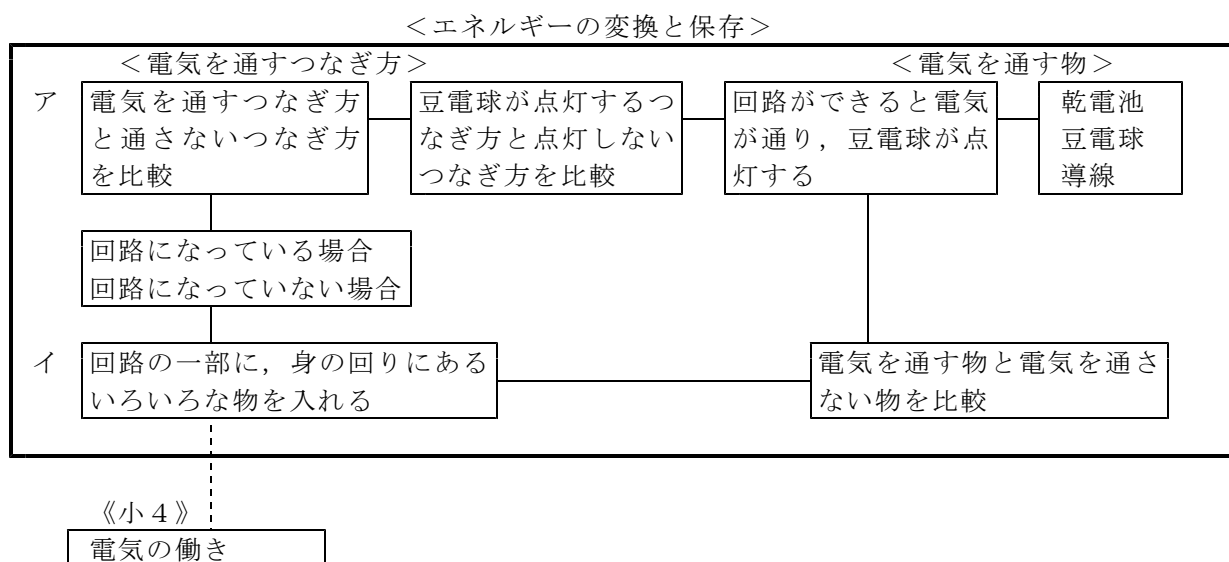 <エネルギーの変換と保存>
<電気を通すつなぎ方>
<電気を通す物>
ア
電気を通すつなぎ方
と通さないつなぎ方
を比較
豆電球が点灯するつ
なぎ方と点灯しない
つなぎ方を比較
回路ができると電気
が通り，豆電球が点
灯する
乾電池
豆電球
導線
回路になっている場合
回路になっていない場合
イ
回路の一部に，身の回りにある
いろいろな物を入れる
電気を通す物と電気を通さ
ない物を比較
《小４》
電気の働き